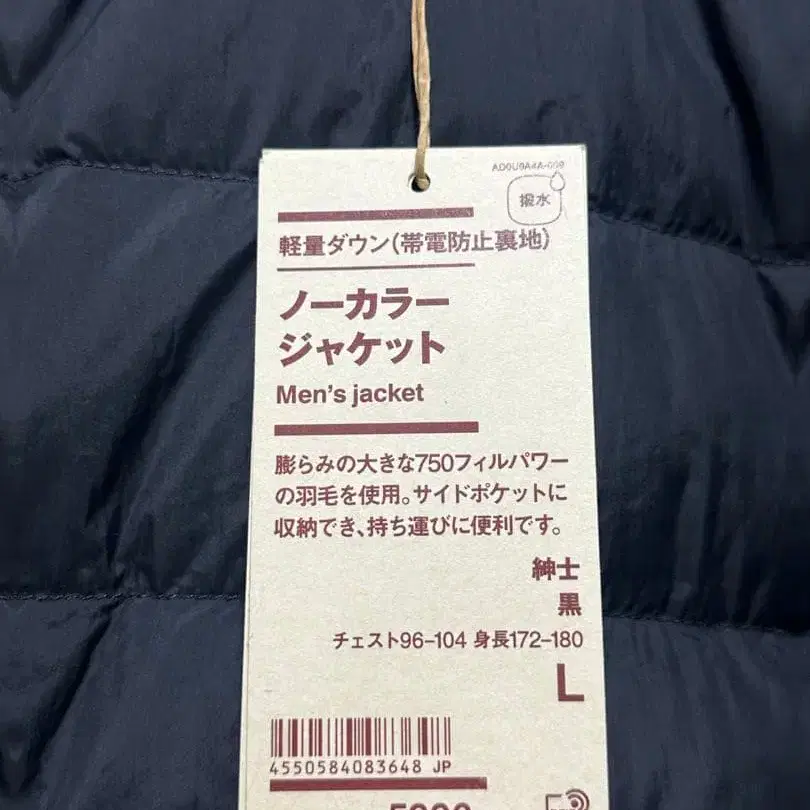 撥水
軽量ダウン(帯電防止裏地)
ノーカラー
ジャケット
Men's jacket
膨らみの大きな750フィルパワー
の羽毛を使用。サイドポケットに
収納でき、持ち運びに便利です。
紳士
黒
チェスト96-104 身長172-180
L
4550584083648 JP